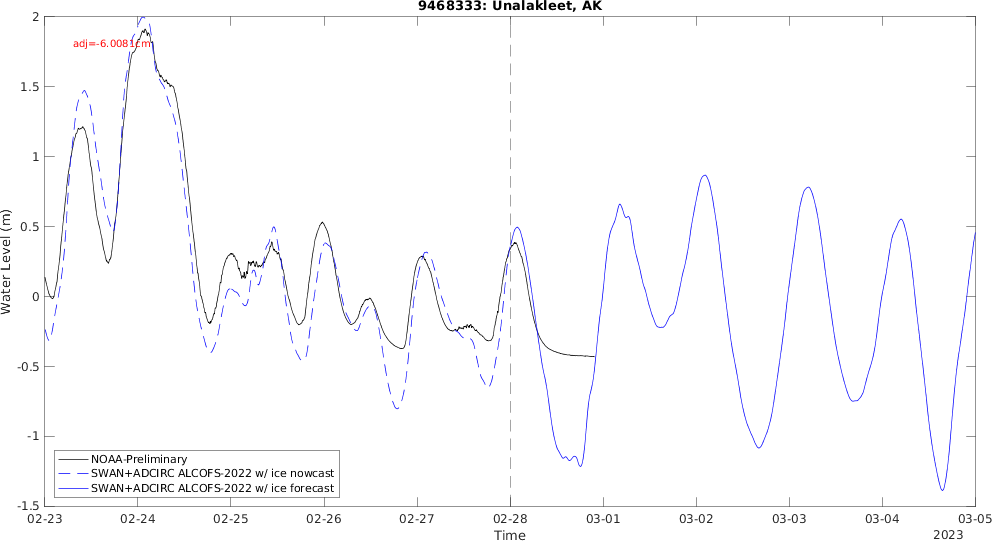 9468333: Unalakleet, AK
adj=-6.0081cm
2
1.5
1
0.5
0
-0.5
-1
-1.5
Water Level (m)
NOAA-Preliminary
SWAN+ADCIRC ALCOFS-2022 w/ ice nowcast
SWAN+ADCIRC ALCOFS-2022 w/ ice forecast
02-23 02-24 02-25 02-26 02-27 02-28 03-01 03-02 03-03 03-04 03-05
Time
2023